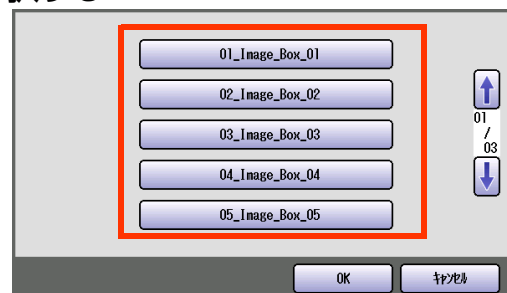 01_Image_Box_01
02_Image_Box_02
01
/
03
03_Image_Box_03
04_Image_Box_04
05_Image_Box_05
OK
ｷｬﾝｾﾙ